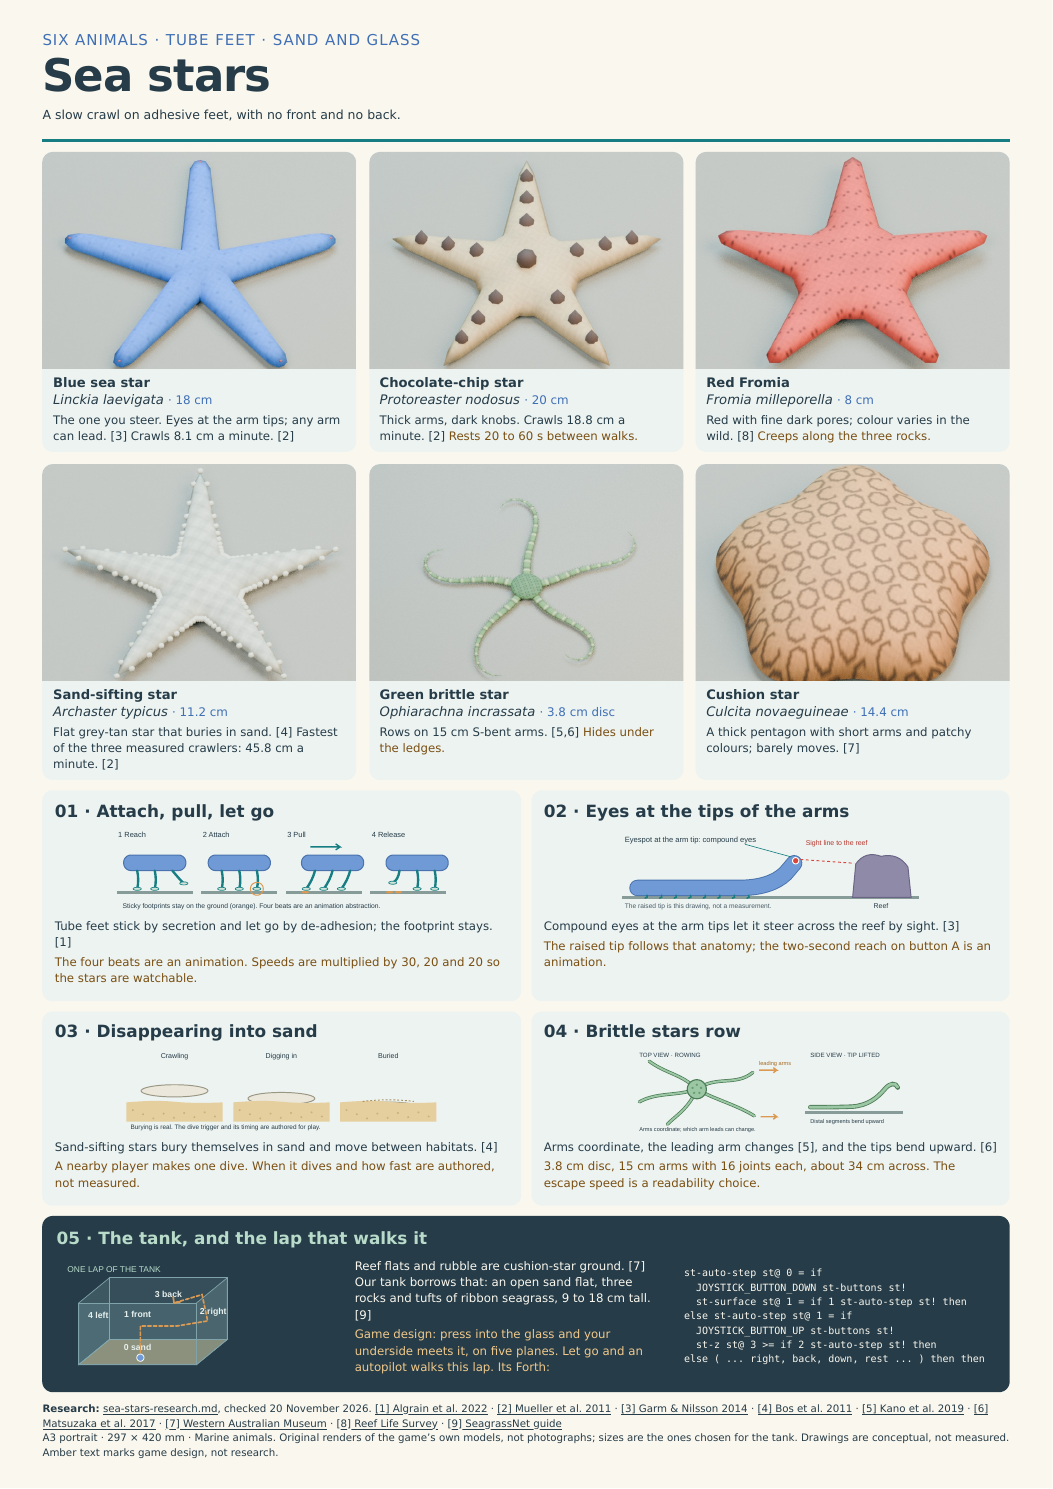 SIX ANIMALS · TUBE FEET · SAND AND GLASS
Sea stars
A slow crawl on adhesive feet, with no front and no back.
Blue sea star
Linckia laevigata · 18 cm
The one you steer. Eyes at the arm tips; any arm
can lead. [3] Crawls 8.1 cm a minute. [2]
Chocolate-chip star
Protoreaster nodosus · 20 cm
Thick arms, dark knobs. Crawls 18.8 cm a
minute. [2] Rests 20 to 60 s between walks.
Red Fromia
Fromia milleporella · 8 cm
Red with fine dark pores; colour varies in the
wild. [8] Creeps along the three rocks.
Sand-sifting star
Archaster typicus · 11.2 cm
Flat grey-tan star that buries in sand. [4] Fastest
of the three measured crawlers: 45.8 cm a
minute. [2]
Green brittle star
Ophiarachna incrassata · 3.8 cm disc
Rows on 15 cm S-bent arms. [5,6] Hides under
the ledges.
Cushion star
Culcita novaeguineae · 14.4 cm
A thick pentagon with short arms and patchy
colours; barely moves. [7]
01 · Attach, pull, let go
1 Reach 2 Attach 3 Pull 4 Release
Sticky footprints stay on the ground (orange). Four beats are an animation abstraction.
Tube feet stick by secretion and let go by de-adhesion; the footprint stays.
[1]
The four beats are an animation. Speeds are multiplied by 30, 20 and 20 so
the stars are watchable.
02 · Eyes at the tips of the arms
Eyespot at the arm tip: compound eyes
Sight line to the reef
The raised tip is this drawing, not a measurement.
Reef
Compound eyes at the arm tips let it steer across the reef by sight. [3]
The raised tip follows that anatomy; the two-second reach on button A is an
animation.
03 · Disappearing into sand
Crawling Digging in Buried
Burying is real. The dive trigger and its timing are authored for play.
Sand-sifting stars bury themselves in sand and move between habitats. [4]
A nearby player makes one dive. When it dives and how fast are authored,
not measured.
04 · Brittle stars row
TOP VIEW · ROWING
leading arms
SIDE VIEW · TIP LIFTED
Arms coordinate; which arm leads can change.
Distal segments bend upward
Arms coordinate, the leading arm changes [5], and the tips bend upward. [6]
3.8 cm disc, 15 cm arms with 16 joints each, about 34 cm across. The
escape speed is a readability choice.
05 · The tank, and the lap that walks it
ONE LAP OF THE TANK
3 back
4 left
1 front
2 right
0 sand
Reef flats and rubble are cushion-star ground. [7]
Our tank borrows that: an open sand flat, three
rocks and tufts of ribbon seagrass, 9 to 18 cm tall.
[9]
Game design: press into the glass and your
underside meets it, on five planes. Let go and an
autopilot walks this lap. Its Forth:
st-auto-step st@ 0 = if
JOYSTICK_BUTTON_DOWN st-buttons st!
st-surface st@ 1 = if 1 st-auto-step st! then
else st-auto-step st@ 1 = if
JOYSTICK_BUTTON_UP st-buttons st!
st-z st@ 3 >= if 2 st-auto-step st! then
else ( ... right, back, down, rest ... ) then then
Research: sea-stars-research.md, checked 20 November 2026. [1] Algrain et al. 2022 · [2] Mueller et al. 2011 · [3] Garm & Nilsson 2014 · [4] Bos et al. 2011 · [5] Kano et al. 2019 · [6]
Matsuzaka et al. 2017 · [7] Western Australian Museum · [8] Reef Life Survey · [9] SeagrassNet guide
A3 portrait · 297 × 420 mm · Marine animals. Original renders of the game’s own models, not photographs; sizes are the ones chosen for the tank. Drawings are conceptual, not measured.
Amber text marks game design, not research.